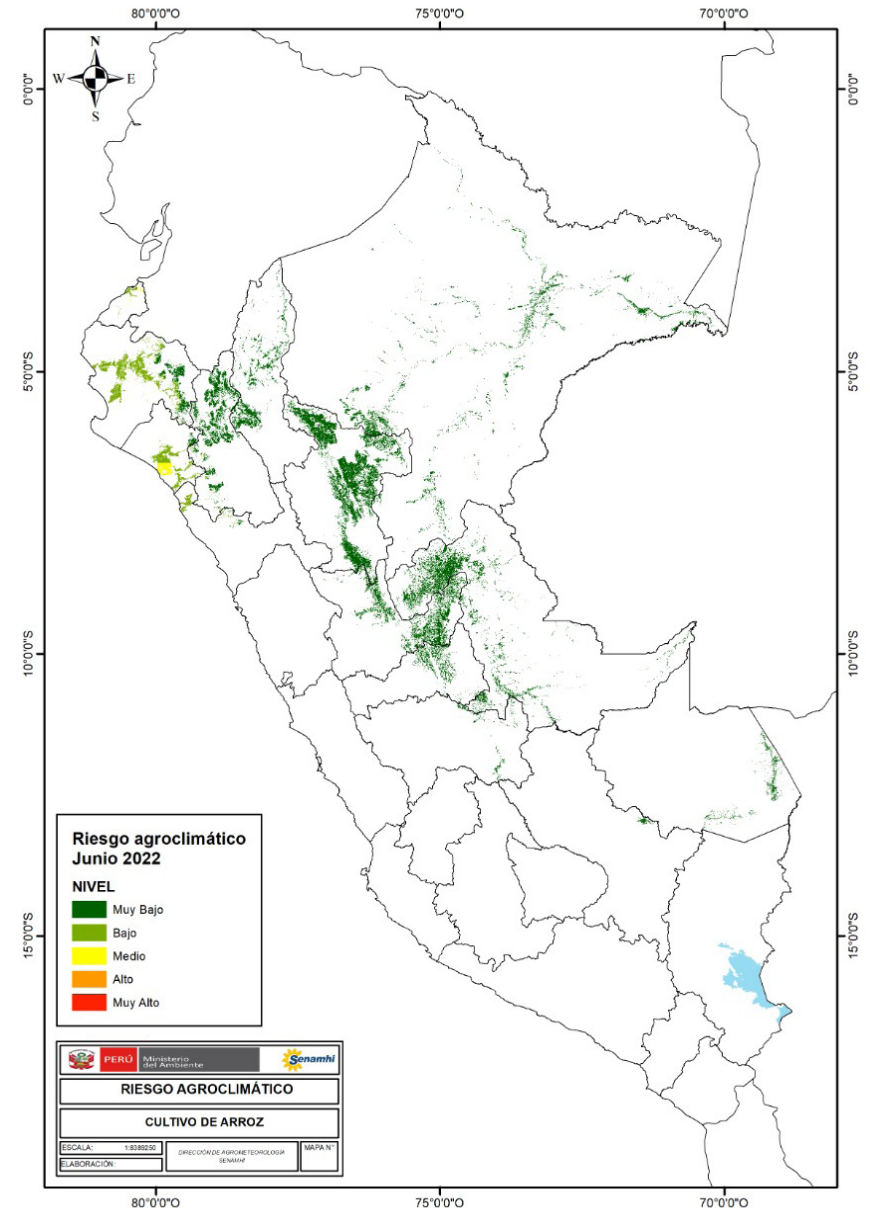 80°0'0"O 75°0'0"O 70°0'0"O
N
W E
S
0°0'0" 0°0'0"
5°0'0"S 5°0'0"S
10°0'0"S 10°0'0"S
15°0'0"S 15°0'0"S
Riesgo agroclimático
Junio 2022
NIVEL
Muy Bajo
Bajo
Medio
Alto
Muy Alto
PERÚ Ministerio del Ambiente Senamhi
RIESGO AGROCLIMÁTICO
CULTIVO DE ARROZ
ESCALA: 1:8389250
DIRECCIÓN DE AGROMETEOROLOGÍA
SENAMHI
MAPA N°
ELABORACIÓN:
80°0'0"O 75°0'0"O 70°0'0"O